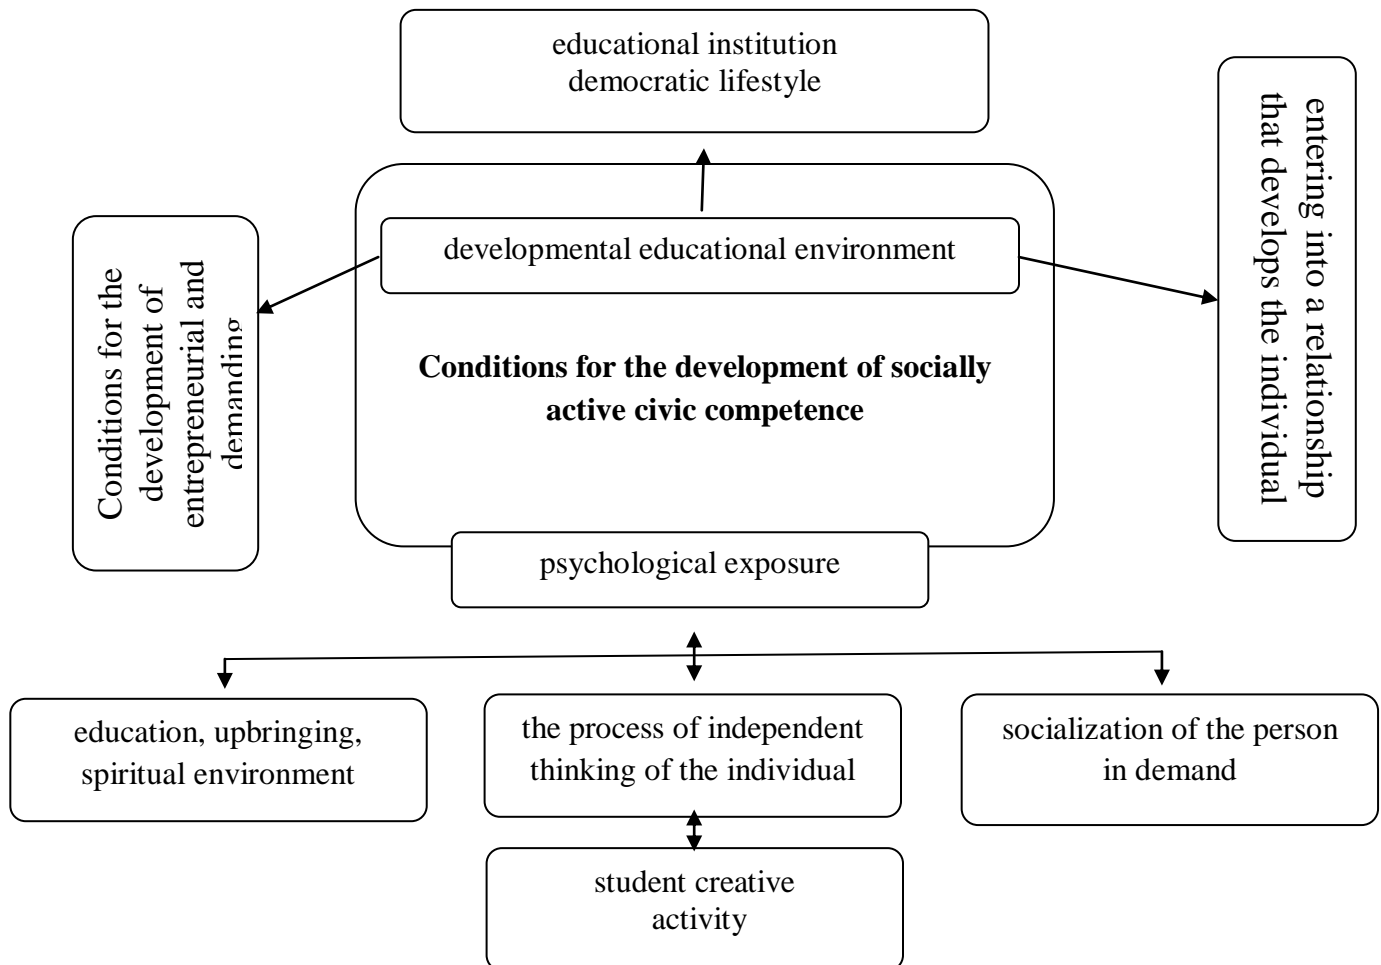 educational institution
democratic lifestyle
entering into a relationship
that develops the individual
developmental educational environment
Conditions for the
development of
entrepreneurial and
demanding
Conditions for the development of socially
active civic competence
psychological exposure
education, upbringing,
spiritual environment
the process of independent
thinking of the individual
socialization of the person
in demand
student creative
activity